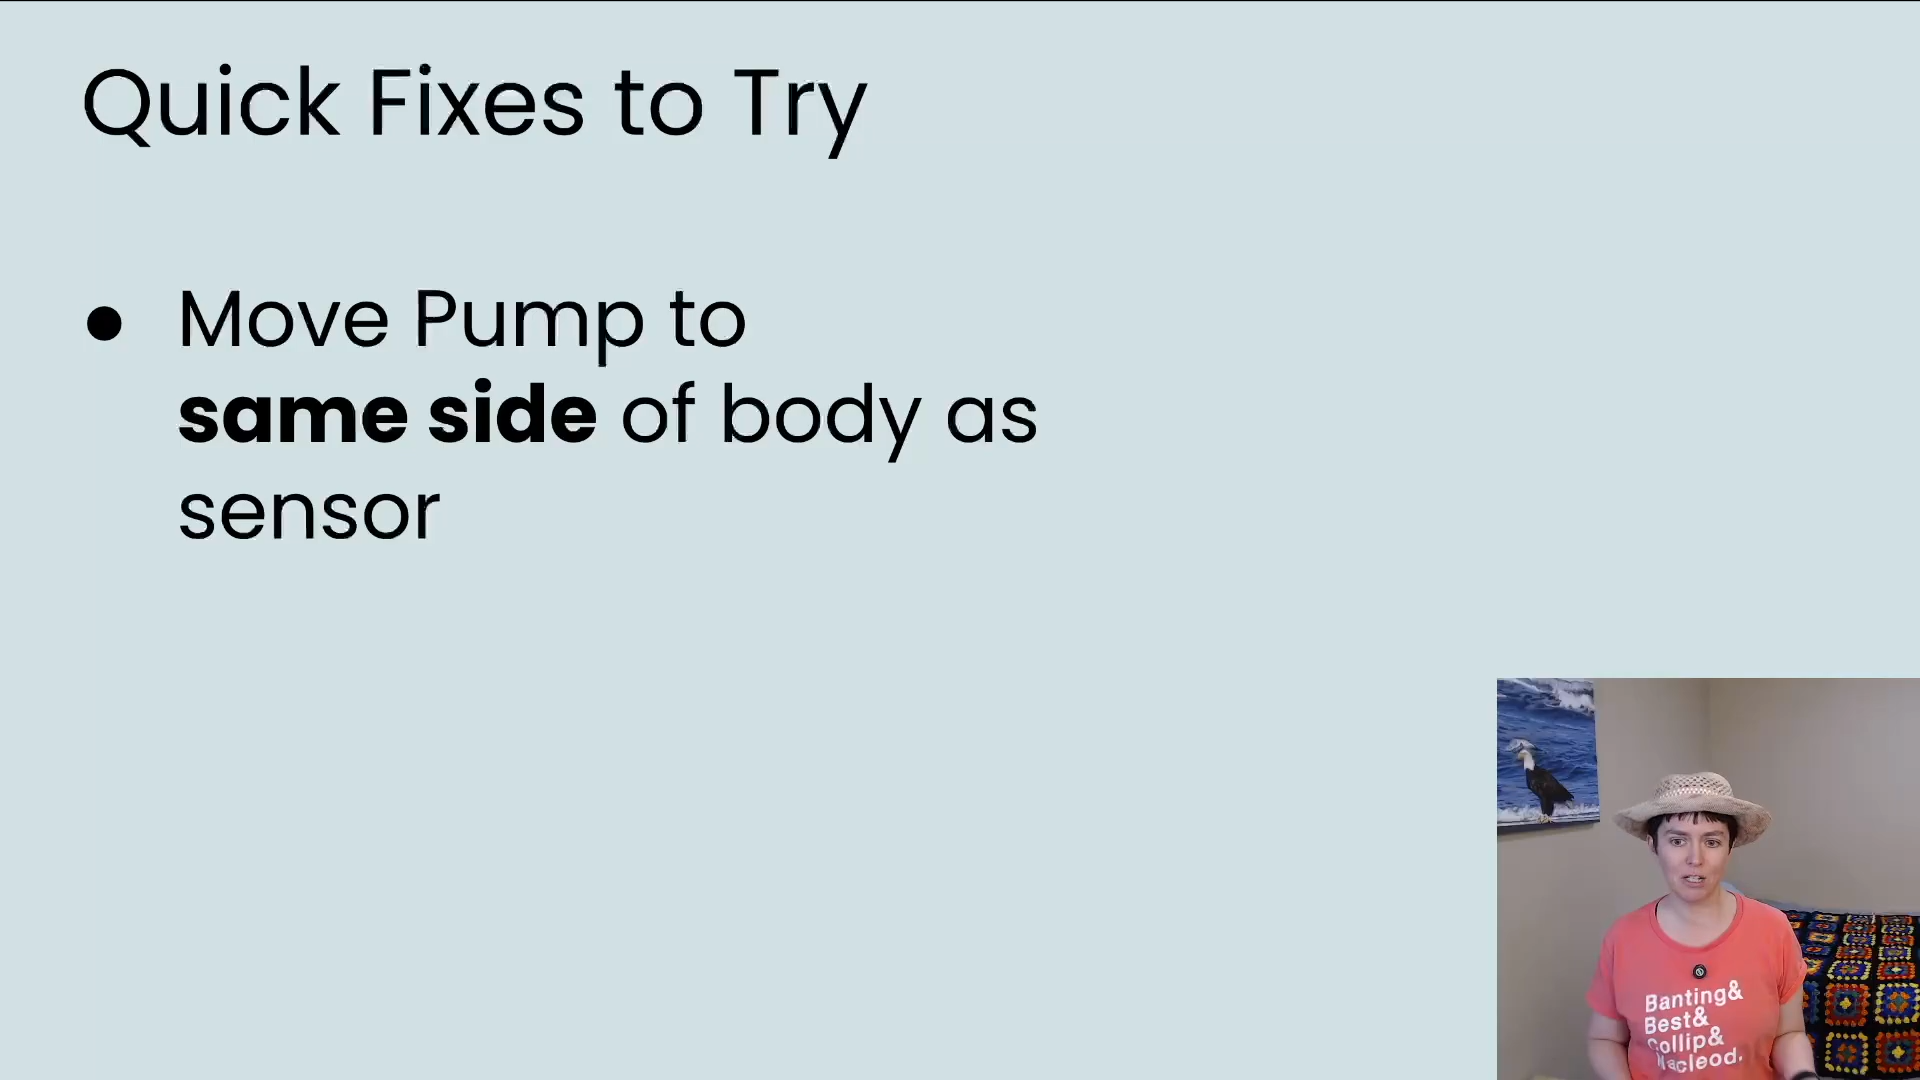 Quick Fixes to Try
● Move Pump to
same side of body as
sensor
Banting&
Best&
Collip&
Macleod.